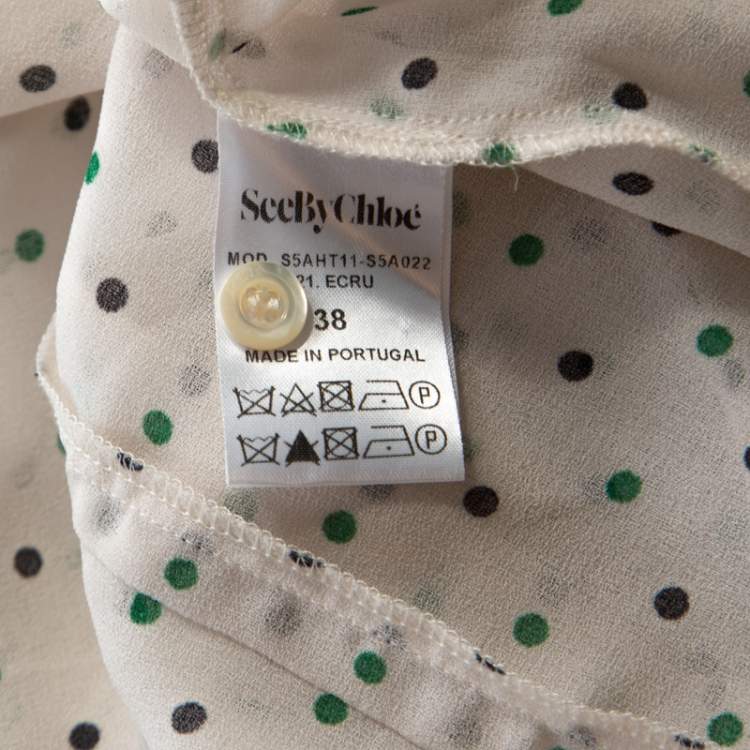 SeeByChloé
MOD. S5AHT11-S5A022
21. ECRU
38
MADE IN PORTUGAL
P
P